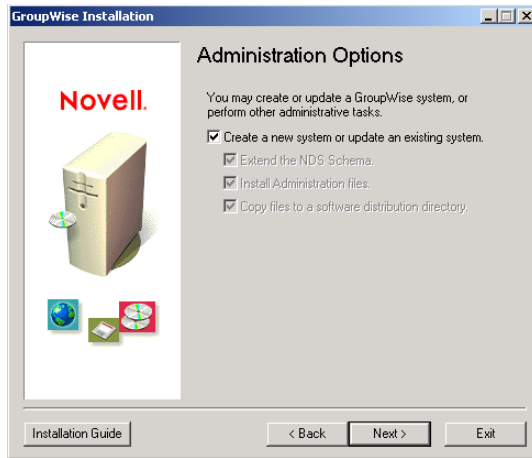 GroupWise Installation
Administration Options
Novell.
You may create or update a GroupWise system, or
perform other administrative tasks.
Create a new system or update an existing system.
Extend the NDS Schema.
Install Administration files.
Copy files to a software distribution directory.
Installation Guide
< Back
Next >
Exit